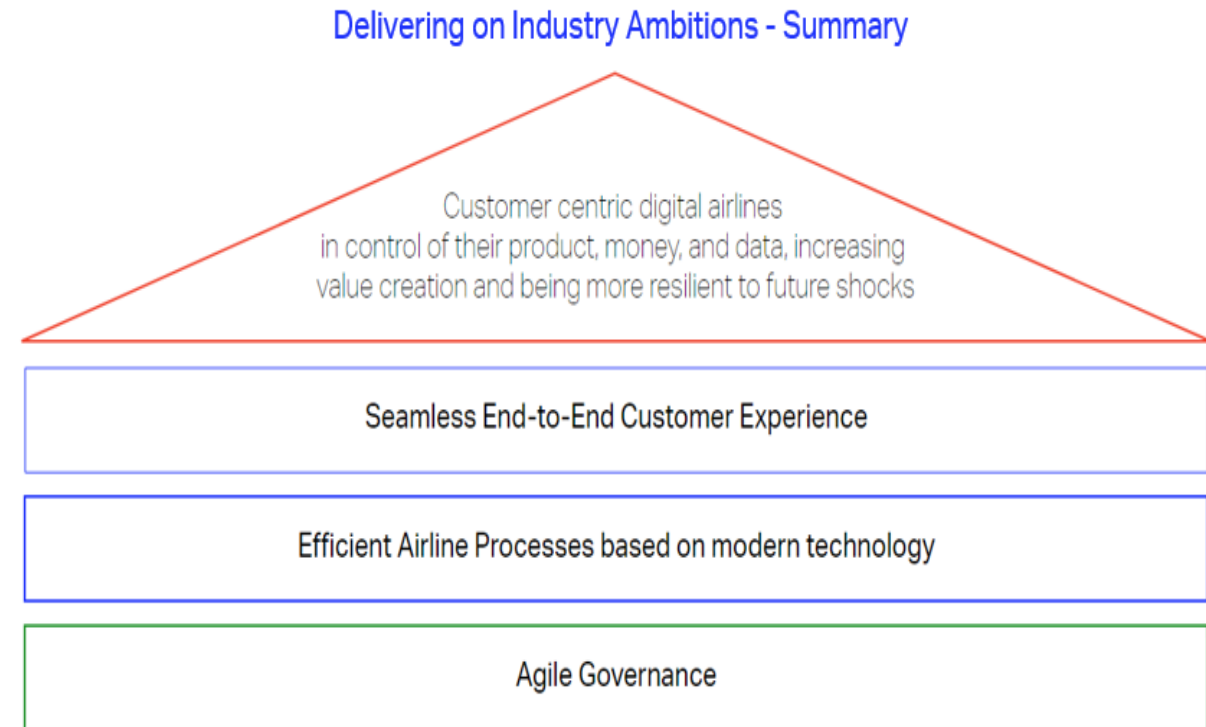 Delivering on Industry Ambitions - Summary
Customer centric digital airlines
in control of their product, money, and data, increasing
value creation and being more resilient to future shocks
Seamless End-to-End Customer Experience
Efficient Airline Processes based on modern technology
Agile Governance